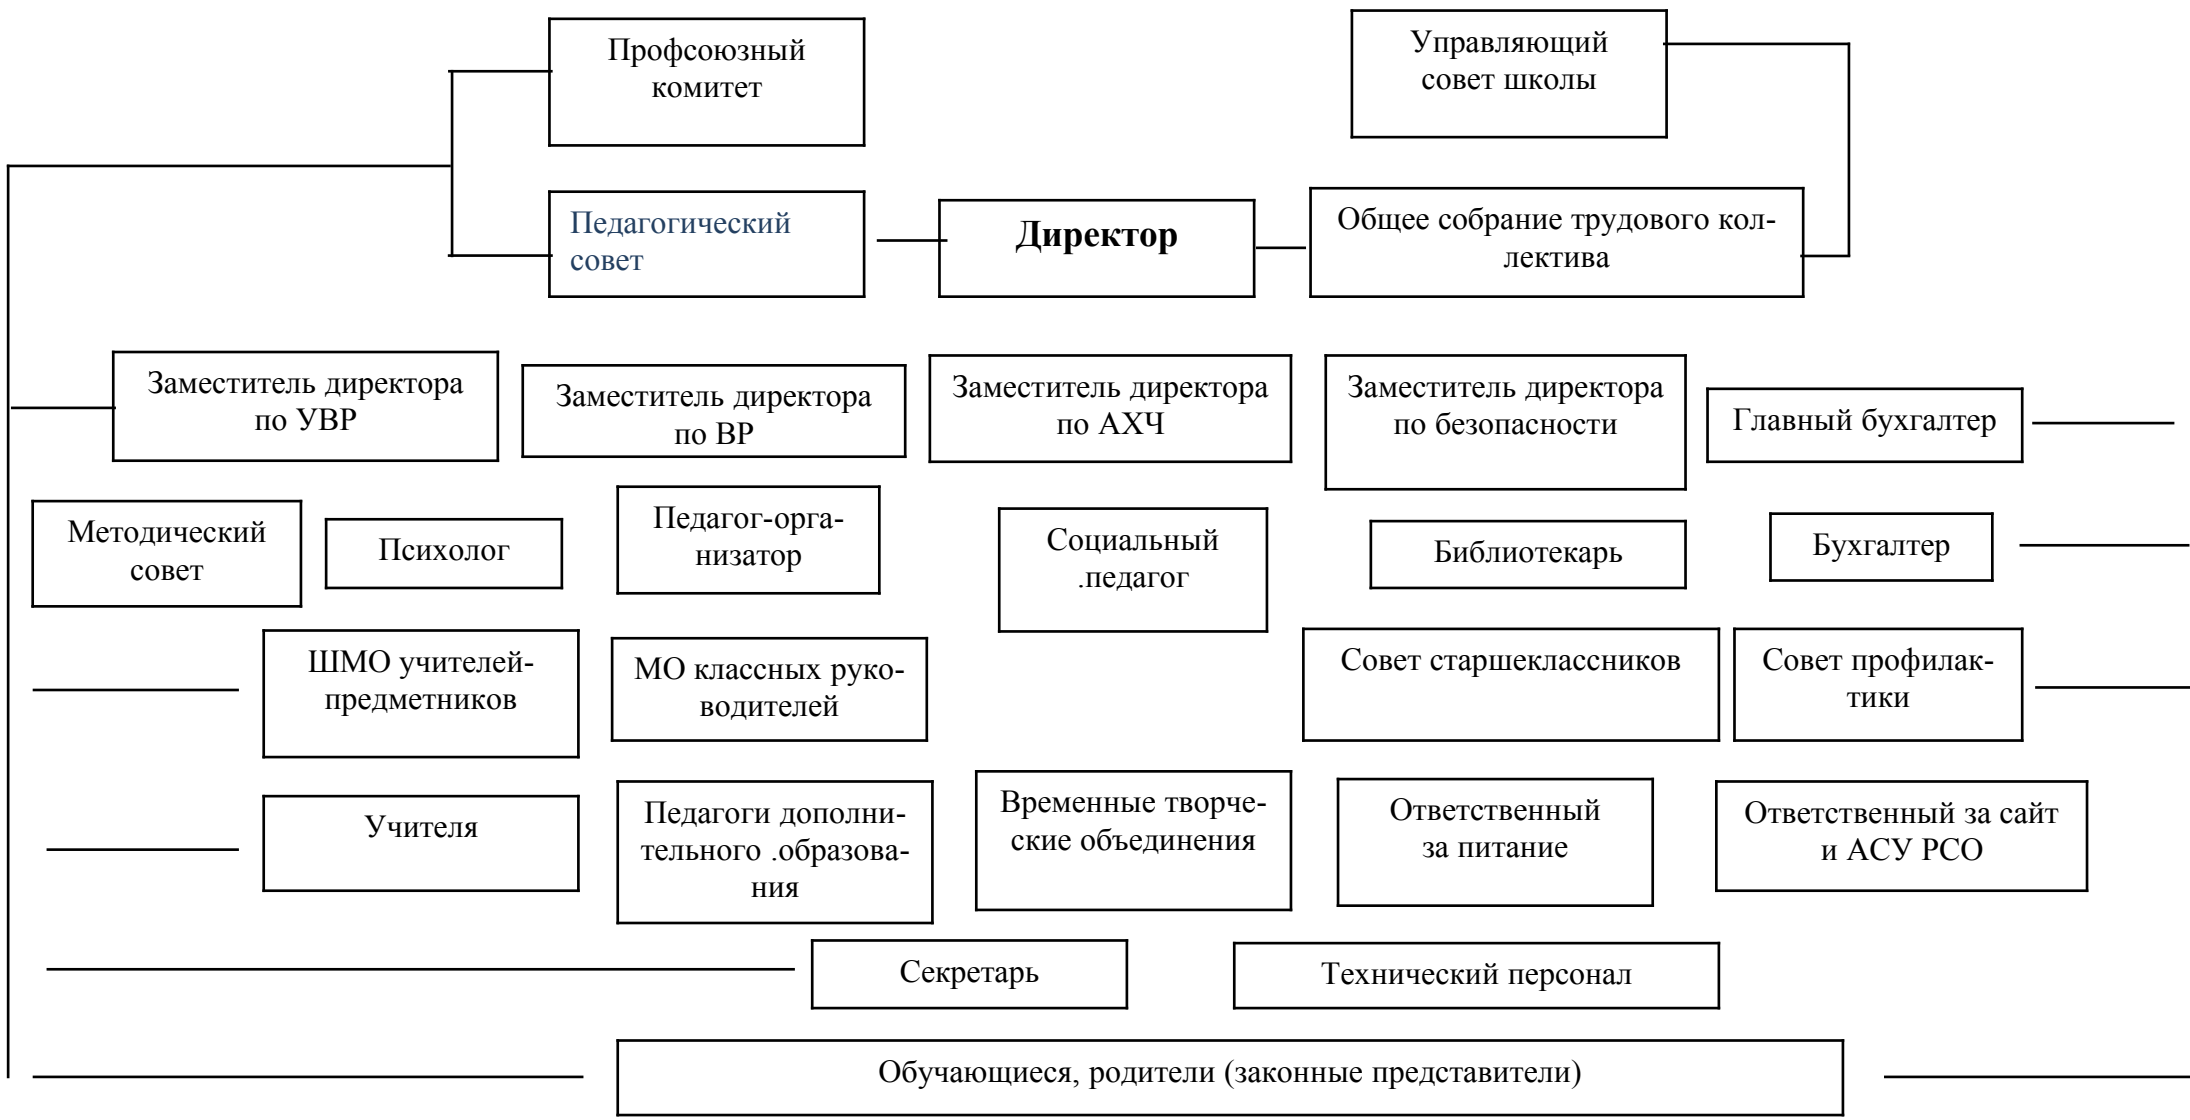 Профсоюзный
комитет
Управляющий
совет школы
Педагогический
совет
Директор
Общее собрание трудового кол-
лектива
Заместитель директора
по УВР
Заместитель директора
по ВР
Заместитель директора
по АХЧ
Заместитель директора
по безопасности
Главный бухгалтер
Методический
совет
Психолог
Педагог-орга-
низатор
Социальный
.педагог
Библиотекарь
Бухгалтер
ШМО учителей-
предметников
МО классных руко-
водителей
Совет старшеклассников
Совет профилак-
тики
Учителя
Педагоги дополни-
тельного .образова-
ния
Временные творче-
ские объединения
Ответственный
за питание
Ответственный за сайт
и АСУ РСО
Секретарь
Технический персонал
Обучающиеся, родители (законные представители)